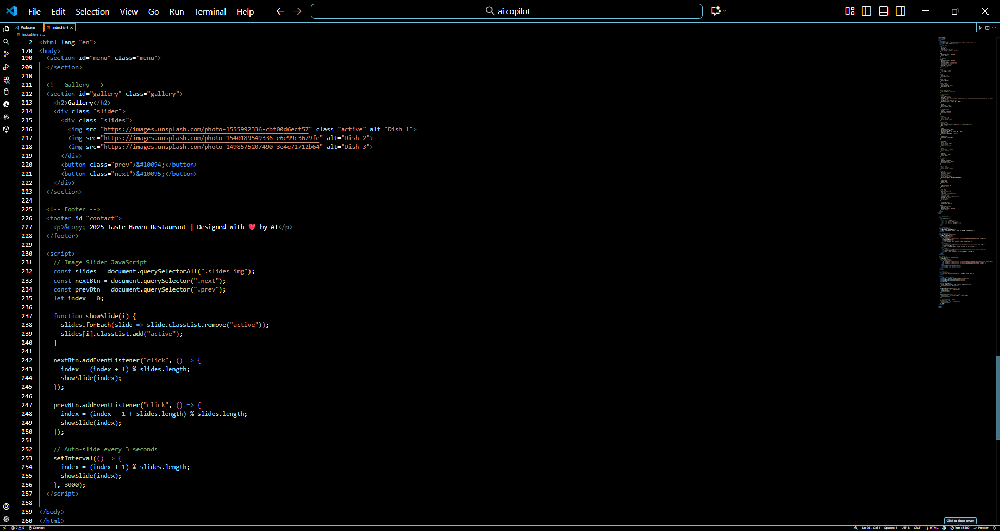 File Edit Selection View Go Run Terminal Help
ai copilot
Welcome
index.html
index.html > ...
2 <html lang="en">
170 <body>
190 <section id="menu" class="menu">
209 </section>
210
211 <!-- Gallery -->
212 <section id="gallery" class="gallery">
213 <h2>Gallery</h2>
214 <div class="slider">
215 <div class="slides">
216 <img src="https://images.unsplash.com/photo-1555992336-cbf00d6ecf57" class="active" alt="Dish 1">
217 <img src="https://images.unsplash.com/photo-1540189549336-e6e99c3679fe" alt="Dish 2">
218 <img src="https://images.unsplash.com/photo-1498575207490-3e4e71712b64" alt="Dish 3">
219 </div>
220 <button class="prev">&#10094;</button>
221 <button class="next">&#10095;</button>
222 </div>
223 </section>
224
225 <!-- Footer -->
226 <footer id="contact">
227 <p>&copy; 2025 Taste Haven Restaurant | Designed with ❤️ by AI</p>
228 </footer>
229
230 <script>
231 // Image Slider JavaScript
232 const slides = document.querySelectorAll(".slides img");
233 const nextBtn = document.querySelector(".next");
234 const prevBtn = document.querySelector(".prev");
235 let index = 0;
236
237 function showSlide(i) {
238 slides.forEach(slide => slide.classList.remove("active"));
239 slides[i].classList.add("active");
240 }
241
242 nextBtn.addEventListener("click", () => {
243 index = (index + 1) % slides.length;
244 showSlide(index);
245 });
246
247 prevBtn.addEventListener("click", () => {
248 index = (index - 1 + slides.length) % slides.length;
249 showSlide(index);
250 });
251
252 // Auto-slide every 3 seconds
253 setInterval(() => {
254 index = (index + 1) % slides.length;
255 showSlide(index);
256 }, 3000);
257 </script>
258
259 </body>
260 </html>
Click to close server
0 0 Connect
Ln 261, Col 1 Spaces: 4 UTF-8 CRLF HTML Port : 5500 Prettier